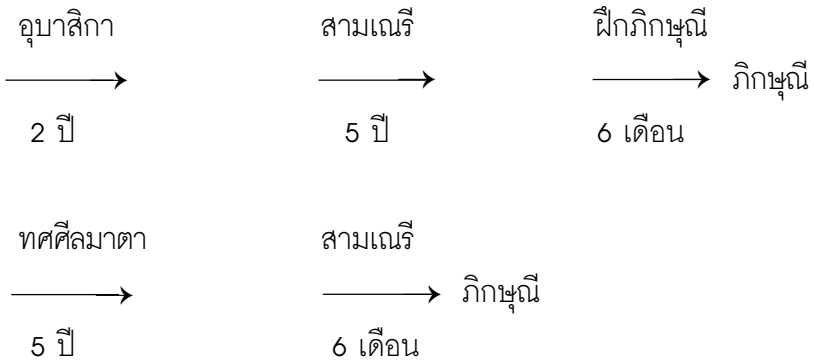 อุบาสิกา สามเณรี ฝึกภิกษุณี
ภิกษุณี
2 ปี 5 ปี 6 เดือน
ทศศีลมาตา สามเณรี
ภิกษุณี
5 ปี 6 เดือน